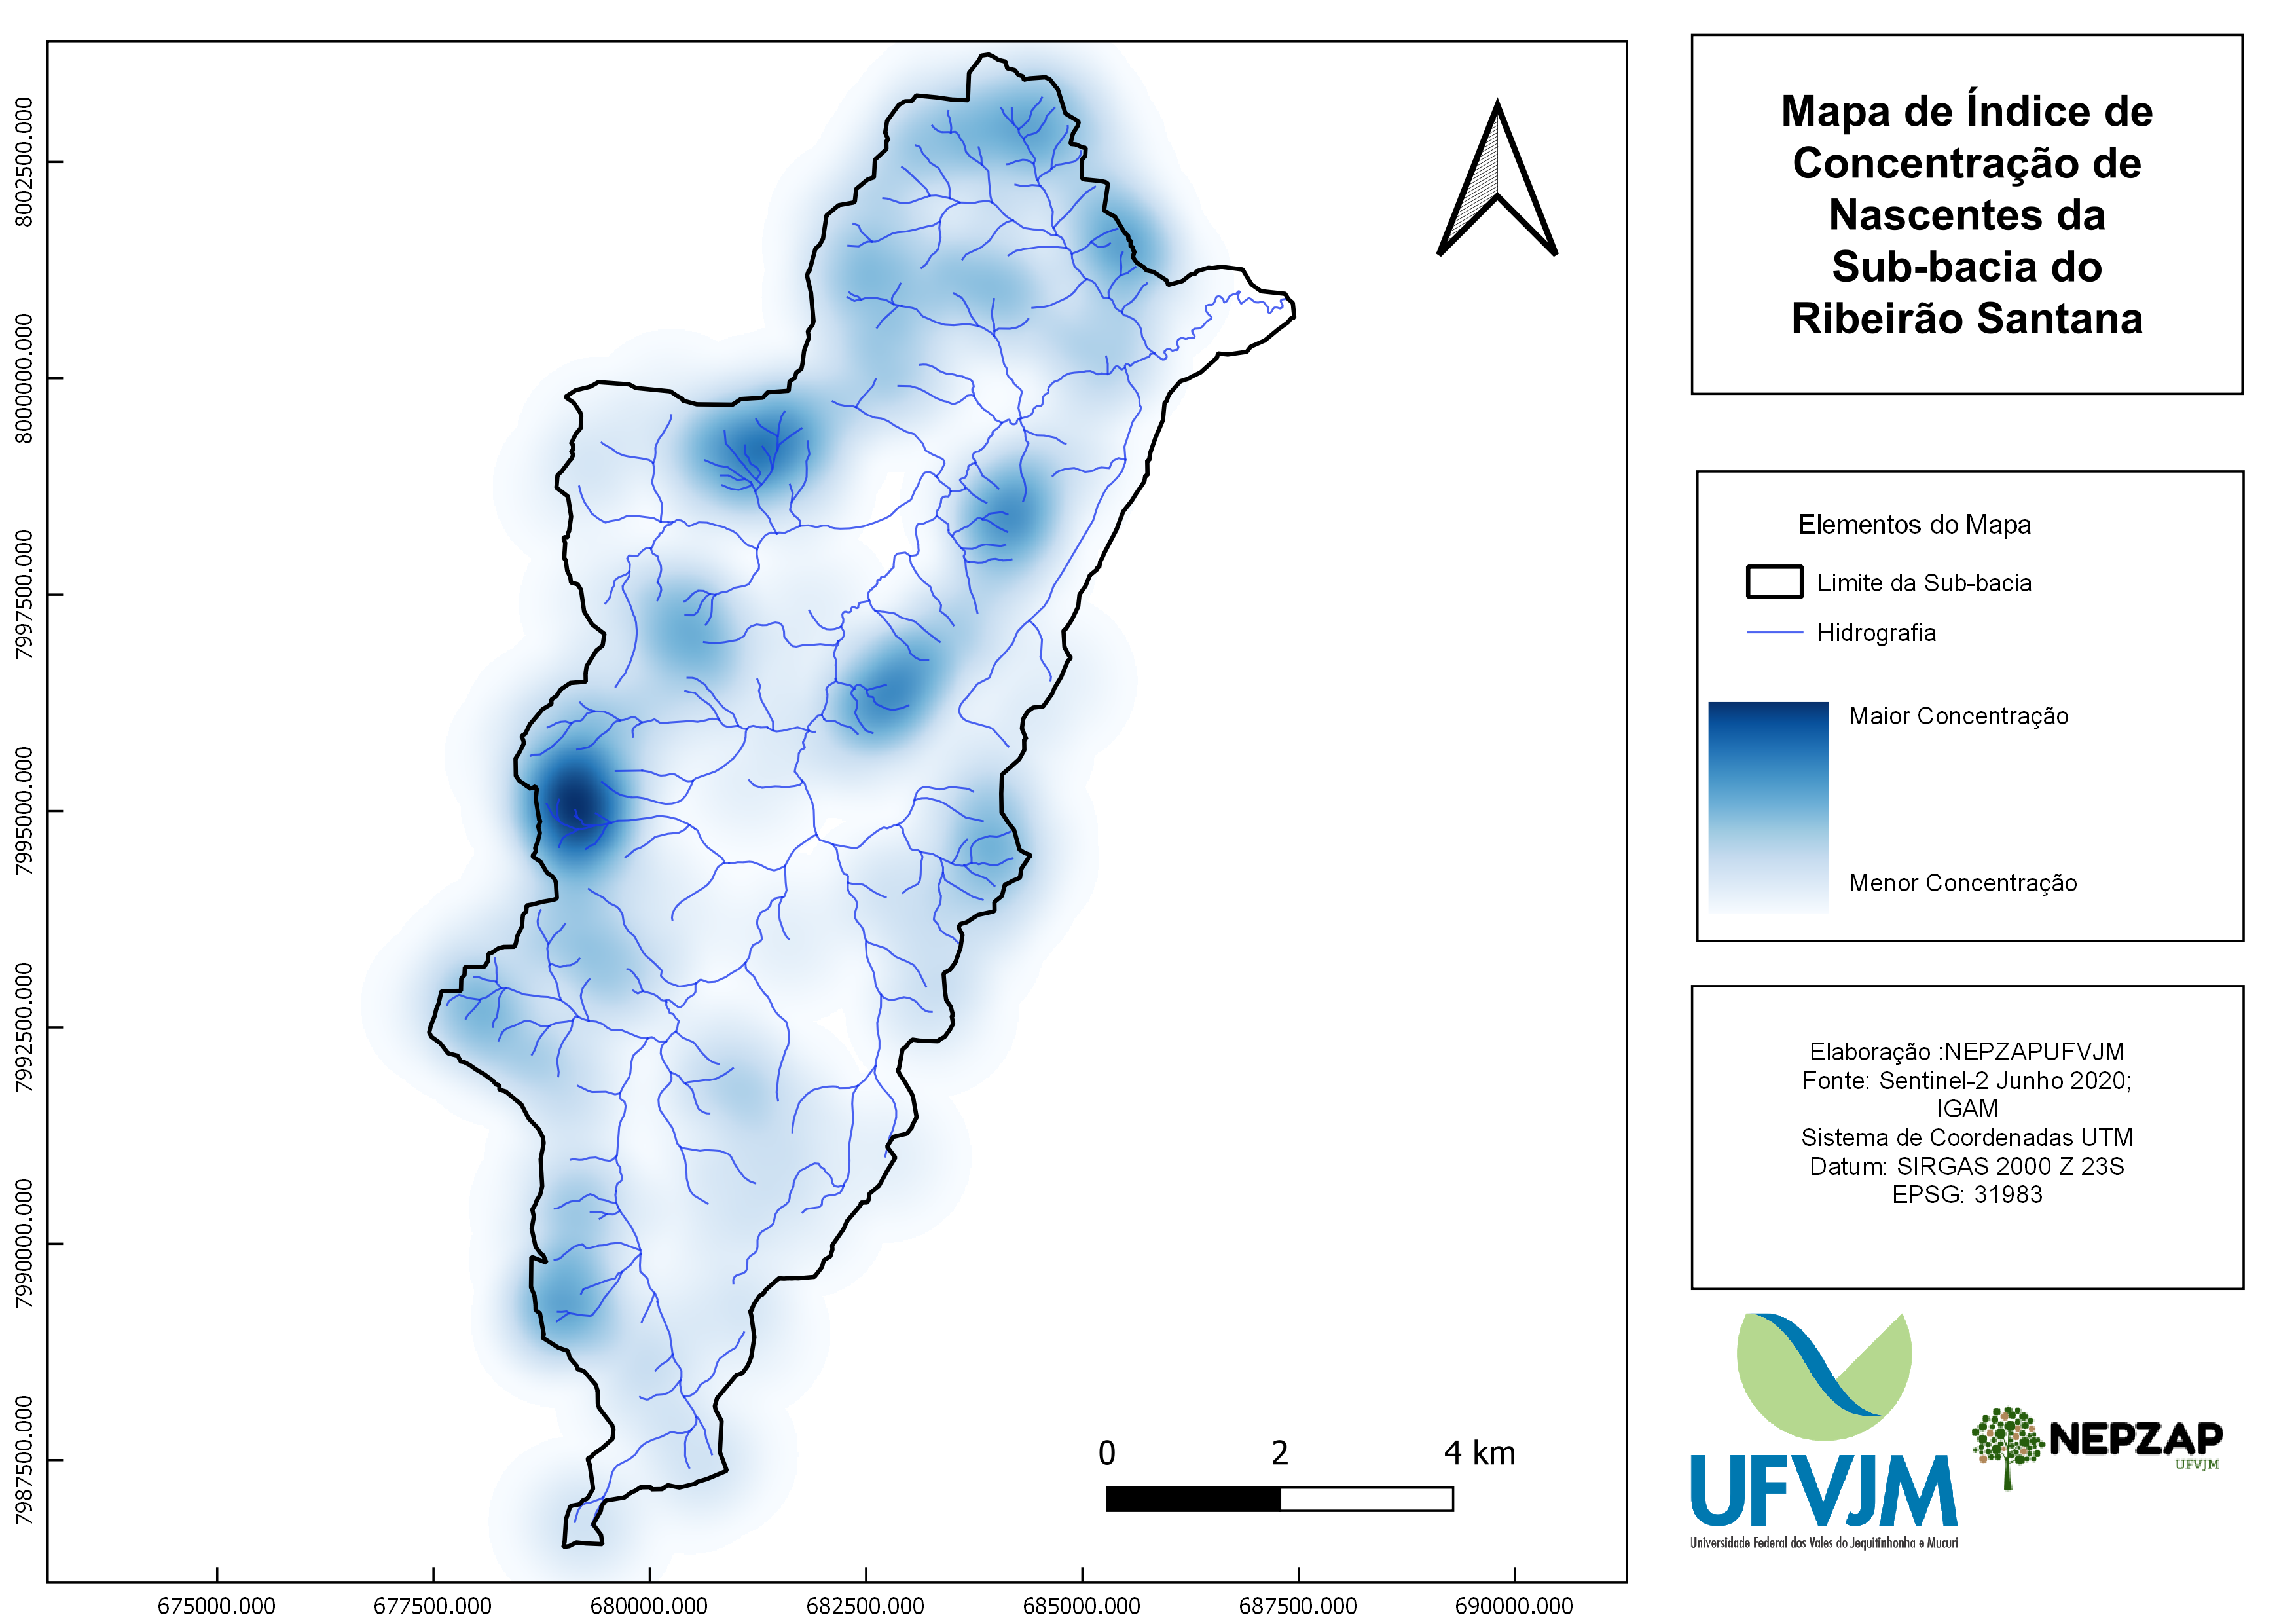 Mapa de Índice de
Concentração de
Nascentes da
Sub-bacia do
Ribeirão Santana
Elementos do Mapa
Limite da Sub-bacia
Hidrografia
Maior Concentração
Menor Concentração
Elaboração :NEPZAPUFVJM
Fonte: Sentinel-2 Junho 2020;
IGAM
Sistema de Coordenadas UTM
Datum: SIRGAS 2000 Z 23S
EPSG: 31983
UFVJM
Universidade Federal dos Vales do Jequitinhonha e Mucuri
NEPZAP
UFVJM
0 2 4 km
8002500.000
8000000.000
7997500.000
7995000.000
7992500.000
7990000.000
7987500.000
675000.000 677500.000 680000.000 682500.000 685000.000 687500.000 690000.000